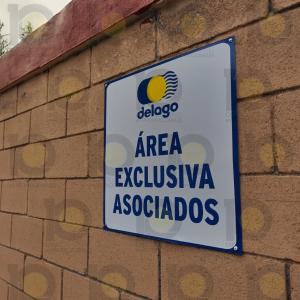 delago
ÁREA
EXCLUSIVA
ASOCIADOS